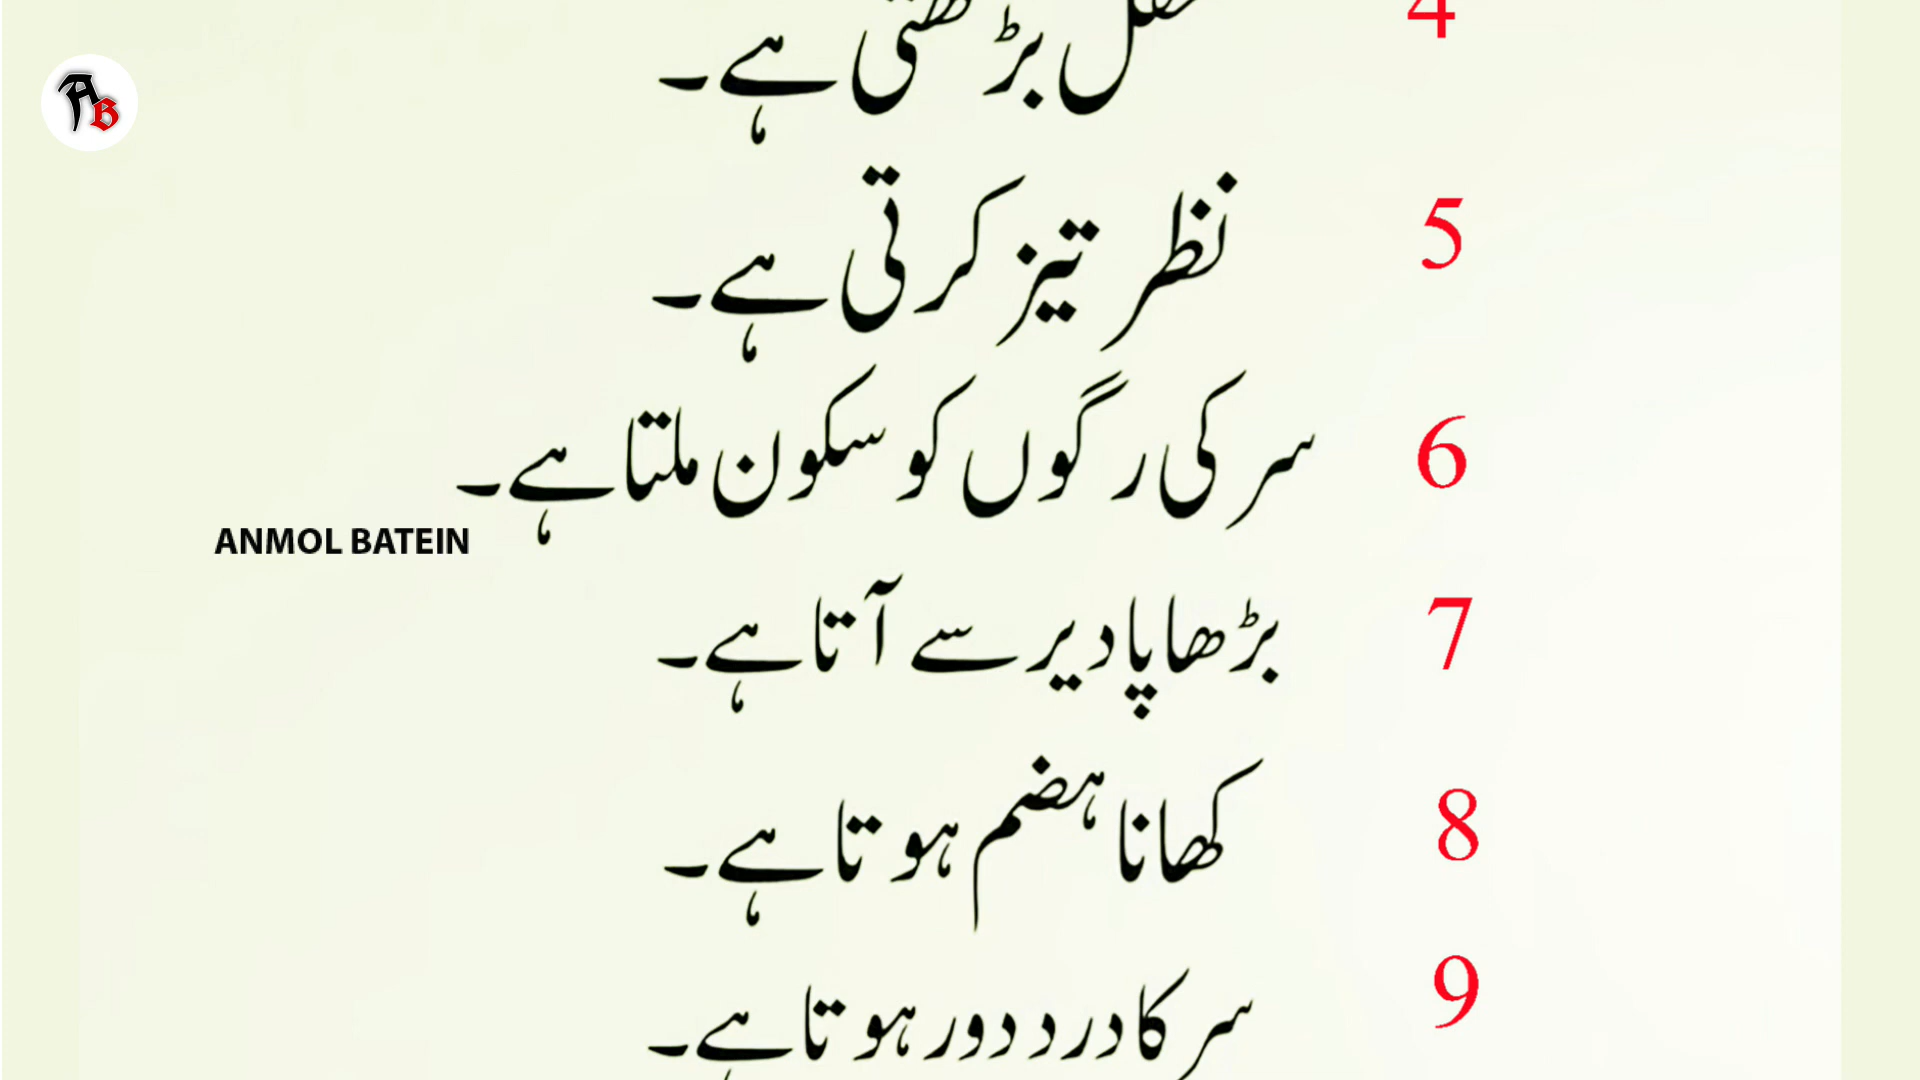 4 عقل بڑھتی ہے۔
5 نظر تیز کرتی ہے۔
6 سر کی رگوں کو سکون ملتا ہے۔
ANMOL BATEIN
7 بڑھاپا دیر سے آتا ہے۔
8 کھانا ہضم ہوتا ہے۔
9 سر کا درد دور ہوتا ہے۔
AB